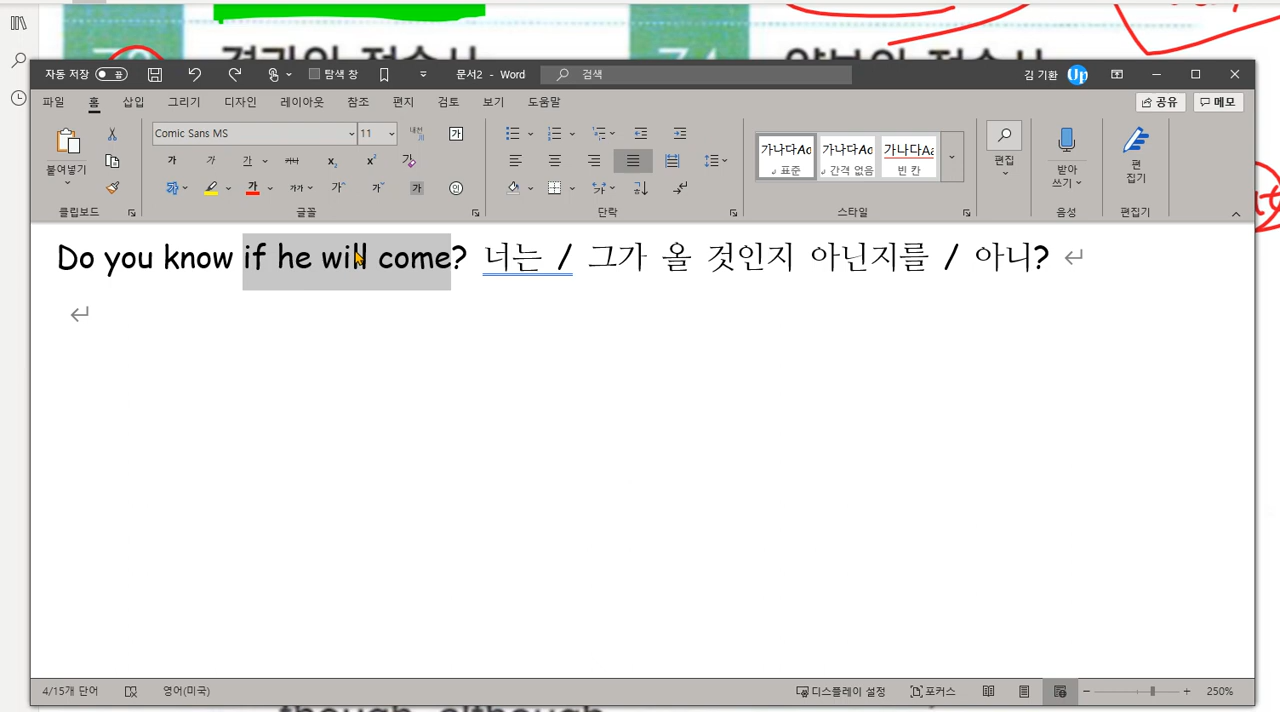 자동 저장 탐색 창 문서2 - Word 검색 김 기환 Up
파일 홈 삽입 그리기 디자인 레이아웃 참조 편지 검토 보기 도움말 공유 메모
붙여넣기
Comic Sans MS 11
가나다Aa 가나다Aa 가나다Aa
표준 간격 없음 빈 칸
편집
받아쓰기
편집기
클립보드 글꼴 단락 스타일 음성 편집기
Do you know if he will come? 너는 / 그가 올 것인지 아닌지를 / 아니?
4/15개 단어 영어(미국) 디스플레이 설정 포커스 250%